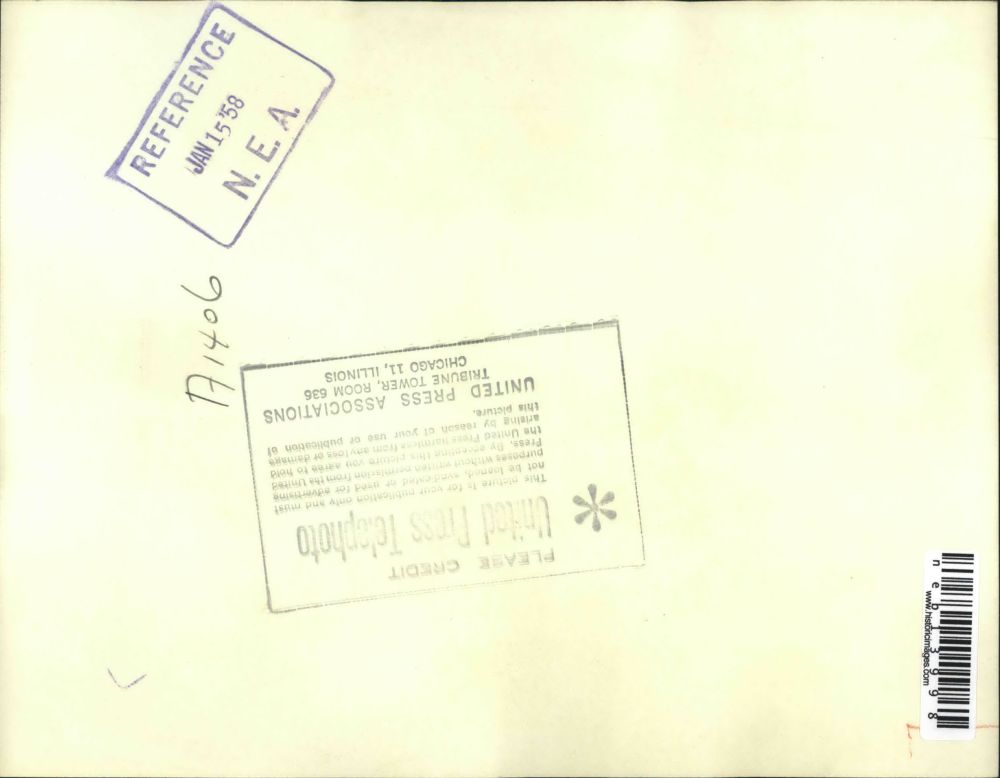 REFERENCE
JAN 15 '58
N. E. A.
A1406
PLEASE CREDIT
United Press Telephoto
This picture is for your publication only and must
not be loaned, syndicated or used for advertising
purposes without written permission from the United
Press. By accepting this picture you agree to hold
the United Press harmless from any loss or damage
arising by reason of your use or publication of
this picture.
UNITED PRESS ASSOCIATIONS
TRIBUNE TOWER, ROOM 636
CHICAGO 11, ILLINOIS
neb13998
www.historicimages.com